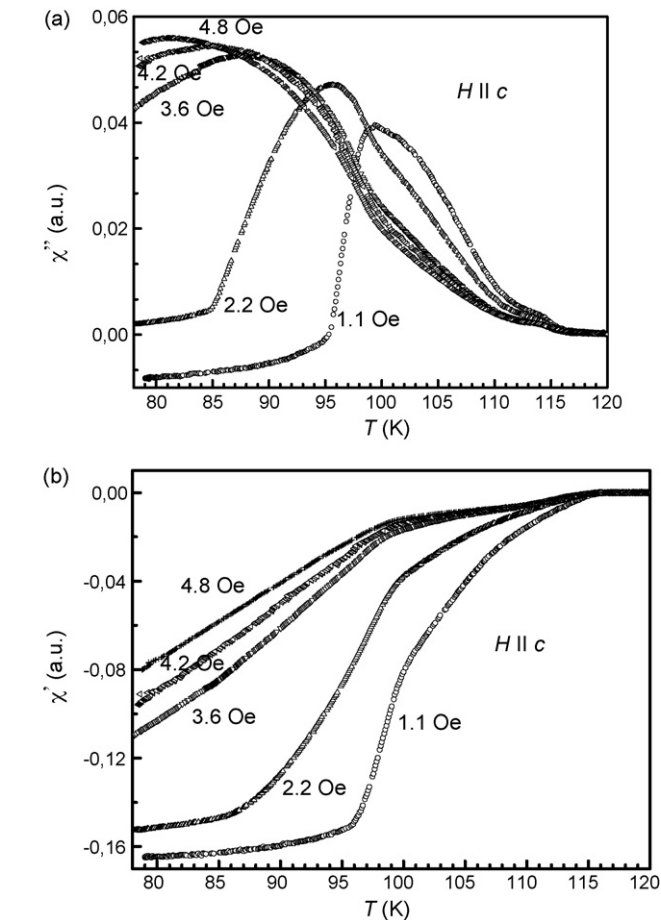 (a)
0,06
4.8 Oe
4.2 Oe
H II c
3.6 Oe
0,04
χ'' (a.u.)
0,02
2.2 Oe
1.1 Oe
0,00
80 85 90 95 100 105 110 115 120
T (K)
(b)
0,00
-0,04
4.8 Oe
χ' (a.u.)
4.2 Oe
H II c
-0,08
3.6 Oe
1.1 Oe
-0,12
2.2 Oe
-0,16
80 85 90 95 100 105 110 115 120
T (K)